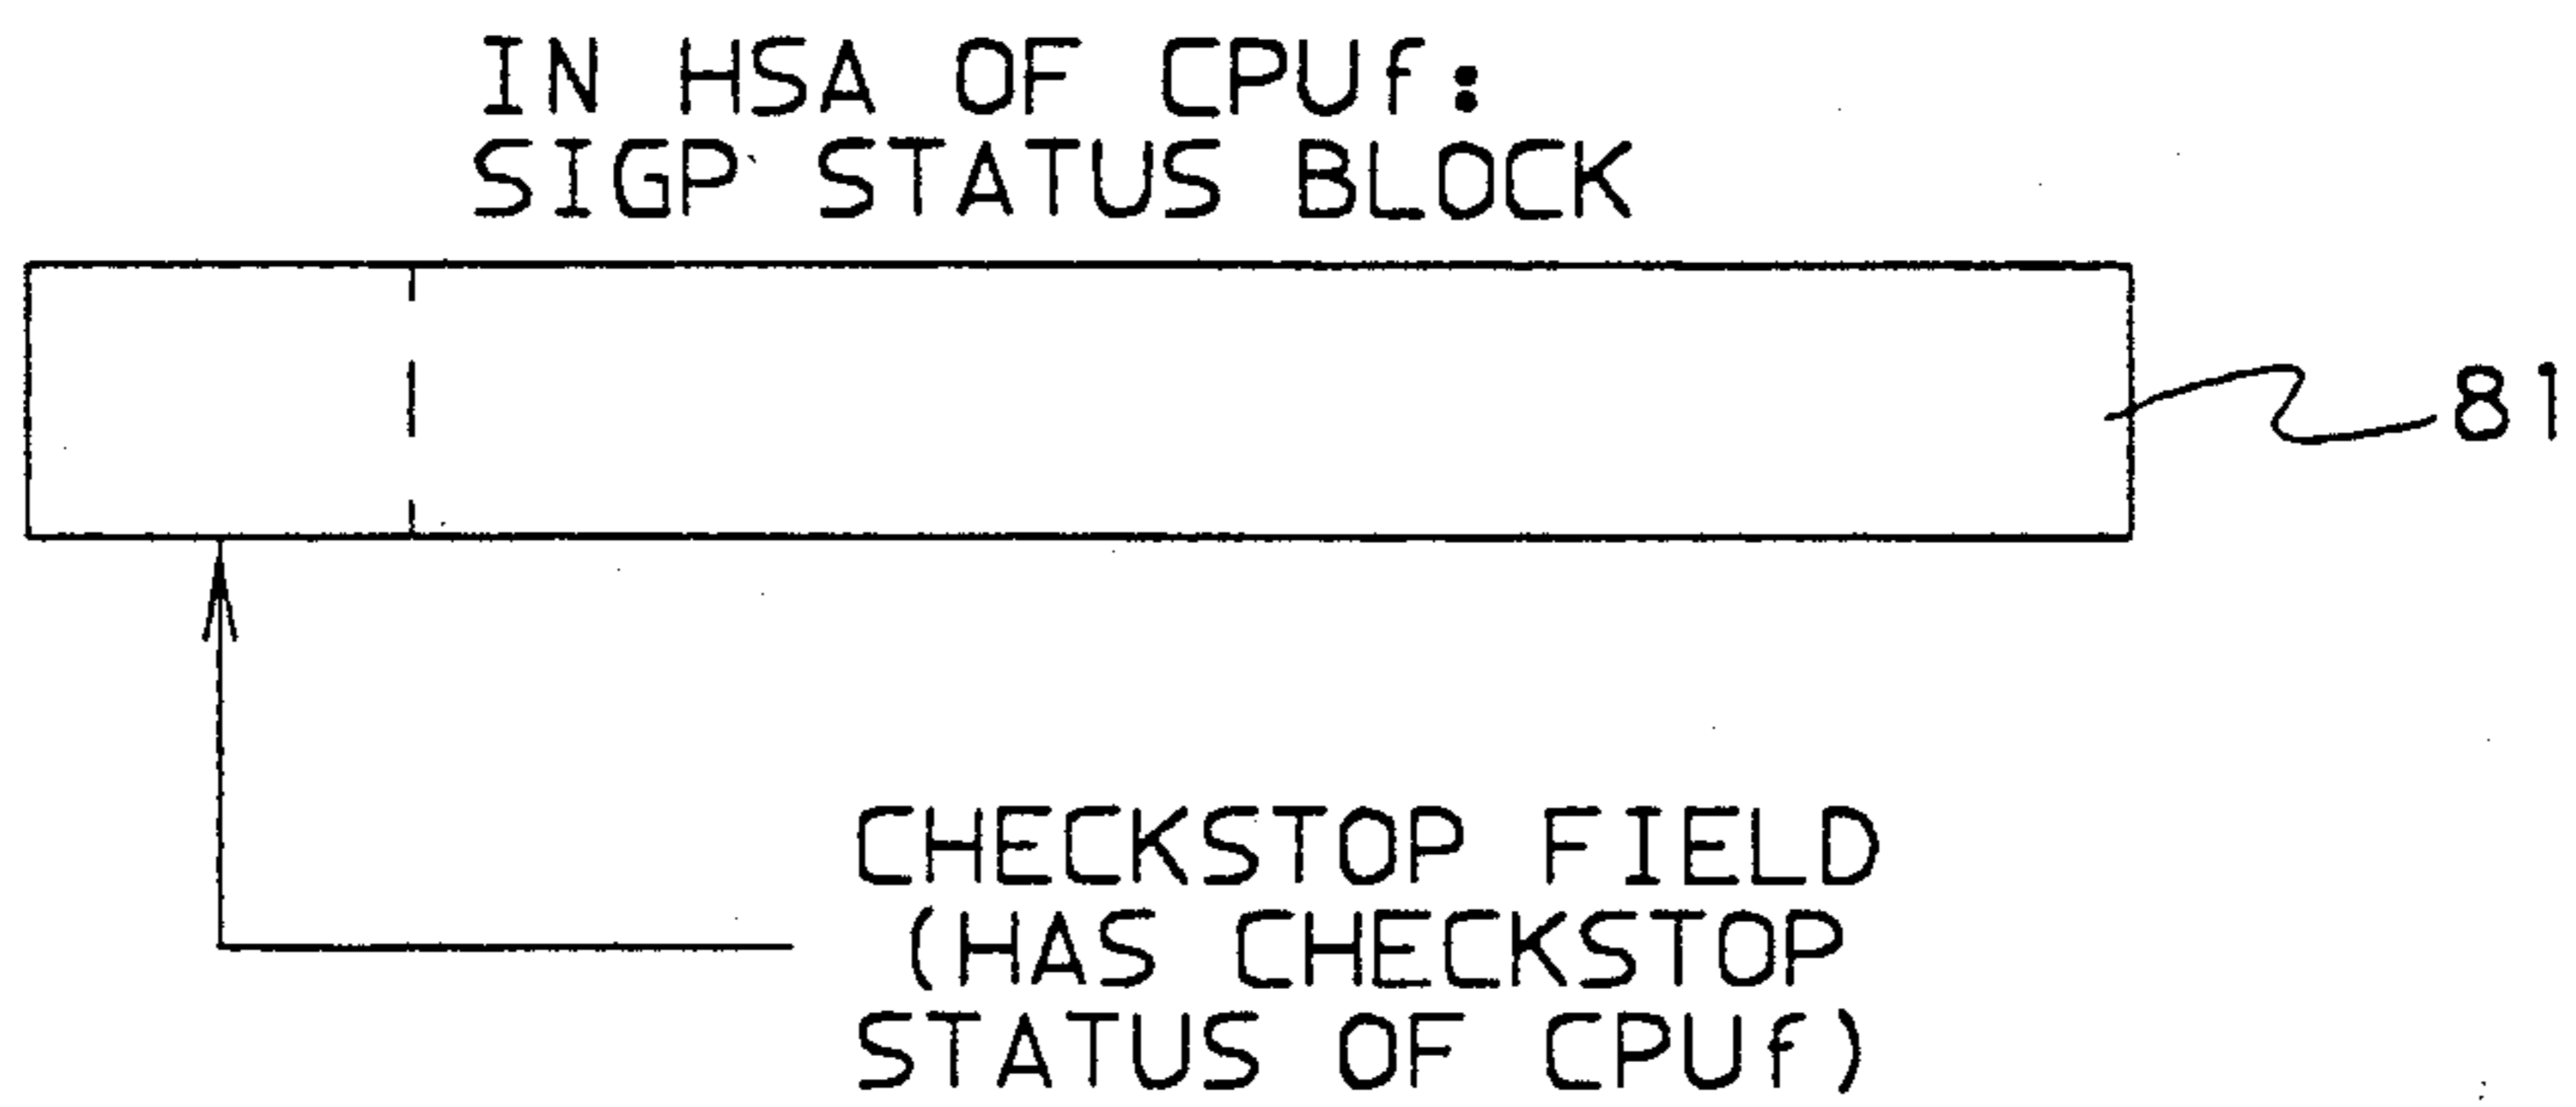 IN HSA OF CPUf:
SIGP STATUS BLOCK
81
CHECKSTOP FIELD
(HAS CHECKSTOP
STATUS OF CPUf)